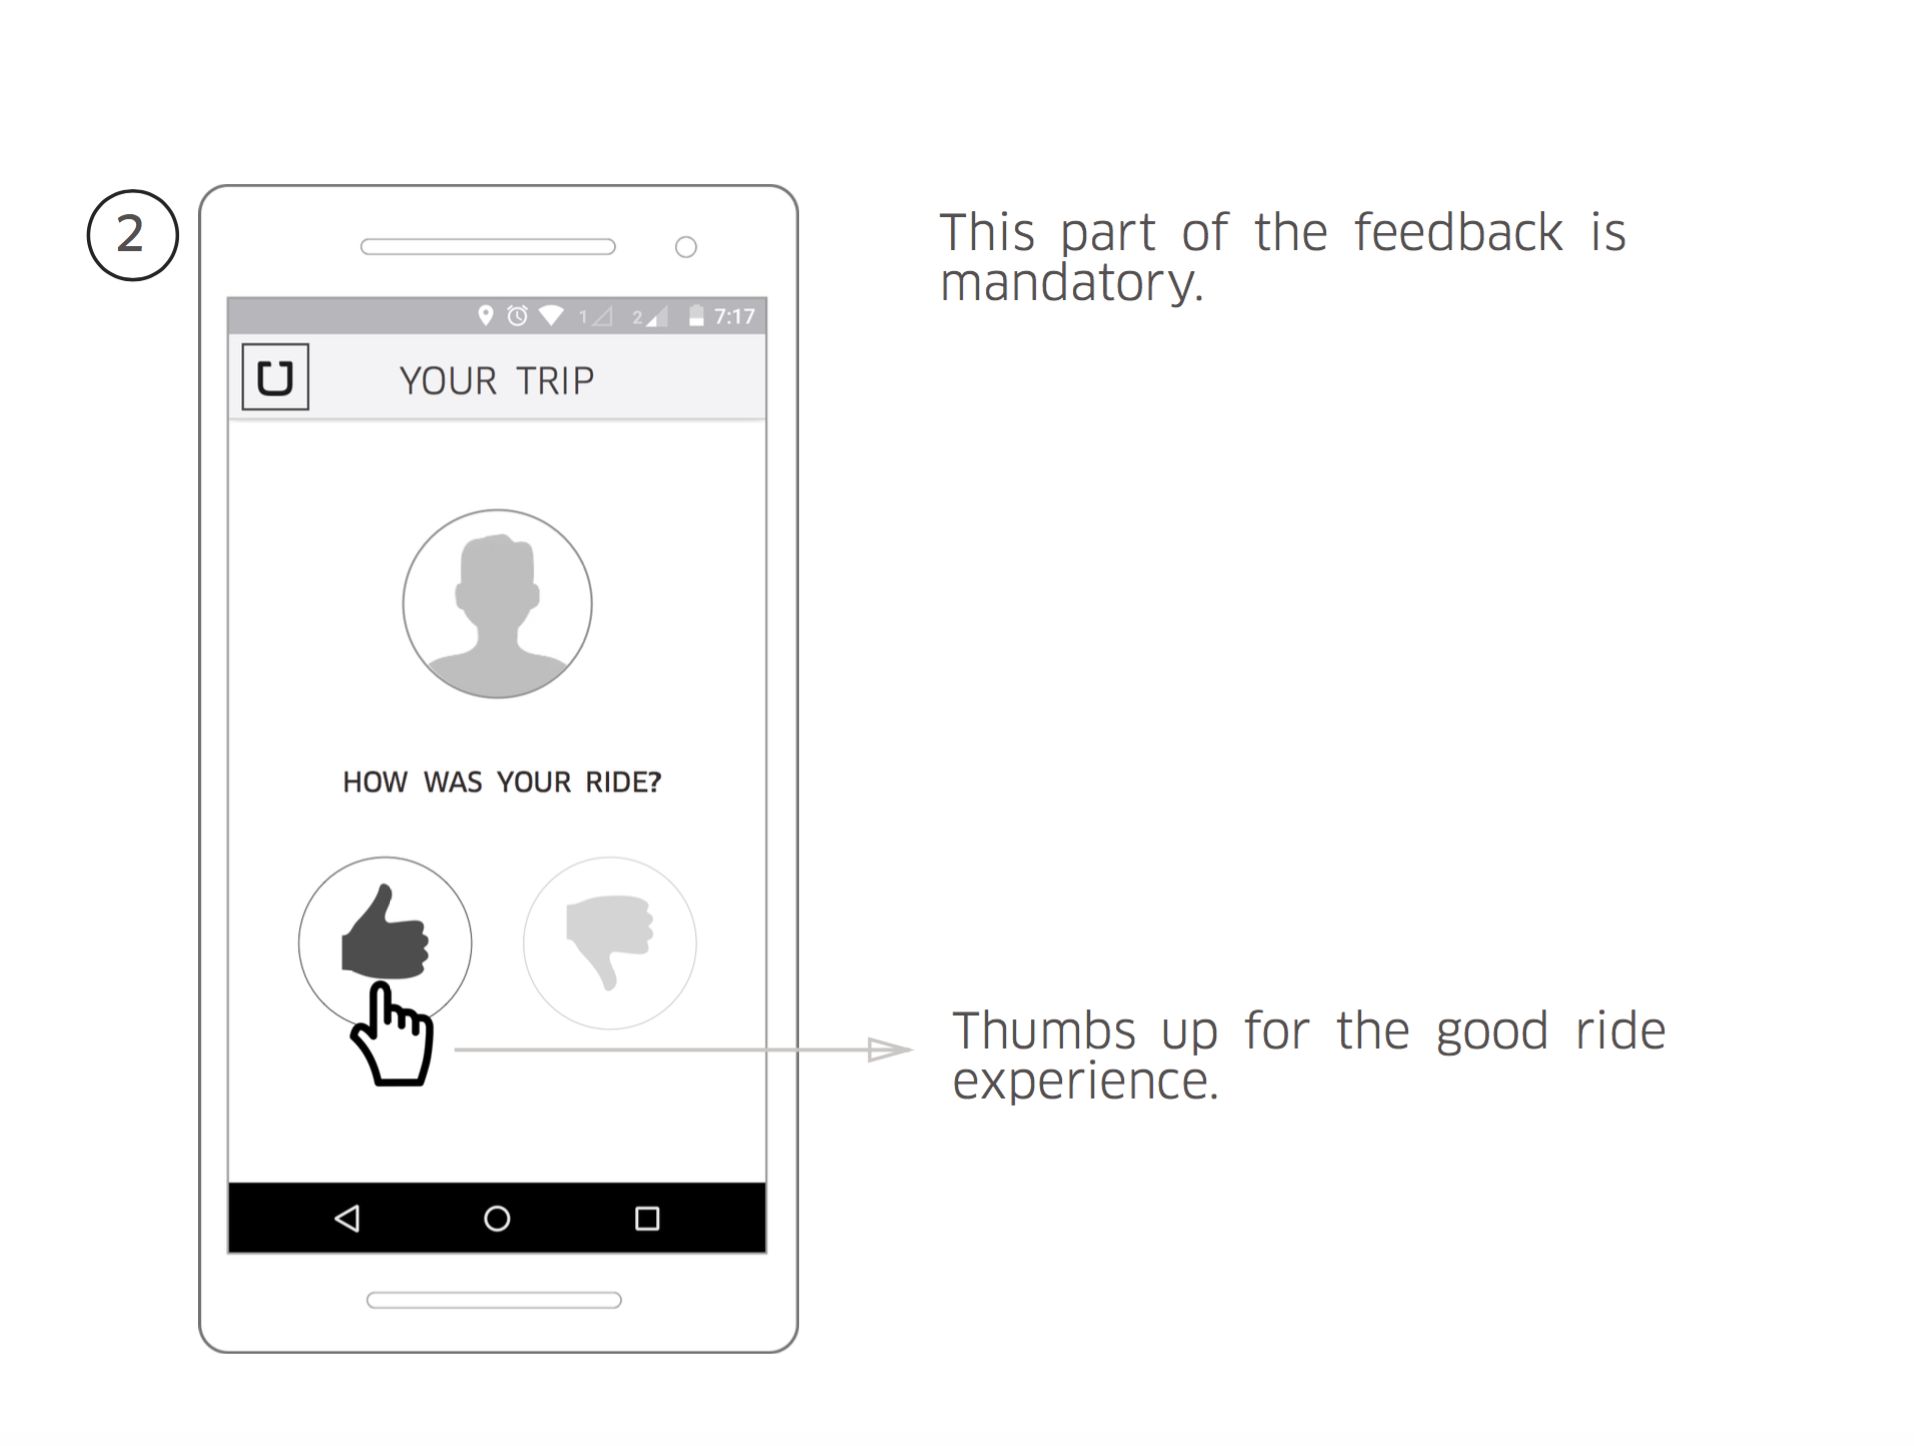 2
This part of the feedback is
mandatory.
1 2 7:17
YOUR TRIP
HOW WAS YOUR RIDE?
Thumbs up for the good ride
experience.